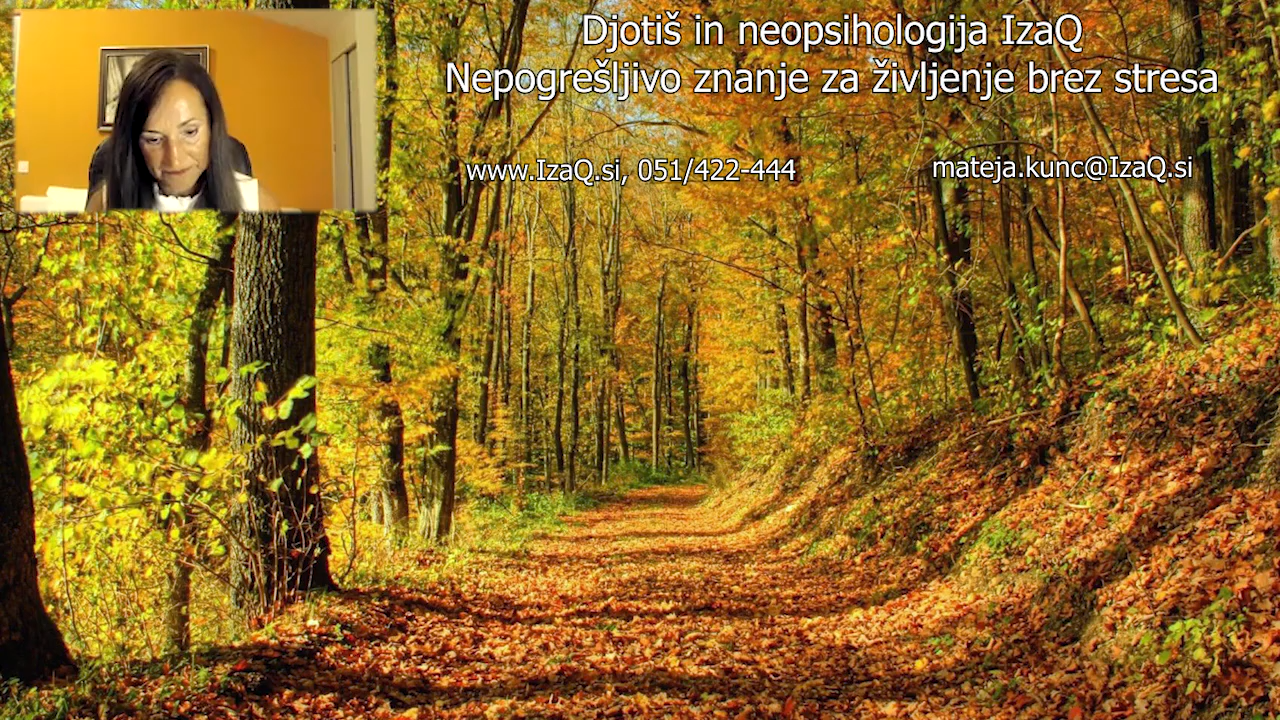 Djotiš in neopsihologija IzaQ
Nepogrešljivo znanje za življenje brez stresa
www.IzaQ.si, 051/422-444
mateja.kunc@IzaQ.si